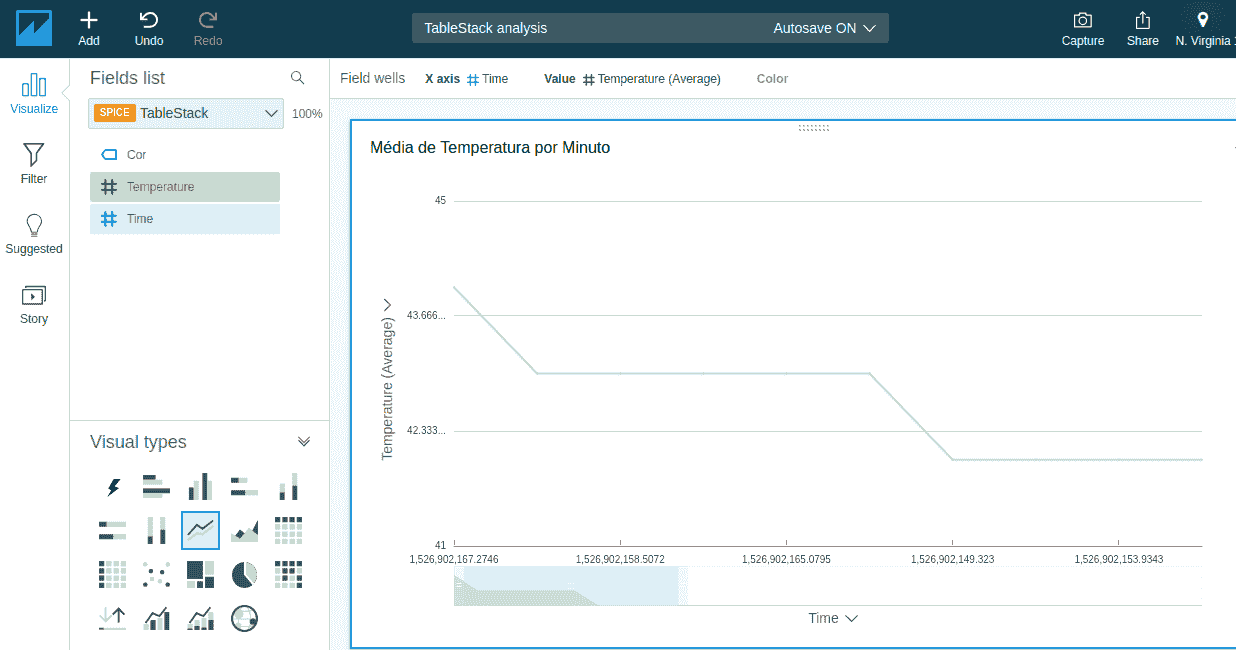 Add
Undo
Redo
TableStack analysis
Autosave ON
Capture
Share
N. Virginia
Visualize
Filter
Suggested
Story
Fields list
SPICE TableStack
100%
Cor
Temperature
Time
Visual types
Field wells
X axis Time
Value Temperature (Average)
Color
Média de Temperatura por Minuto
Temperature (Average)
45
43.666...
42.333...
41
1,526,902,167.2746
1,526,902,158.5072
1,526,902,165.0795
1,526,902,149.323
1,526,902,153.9343
Time